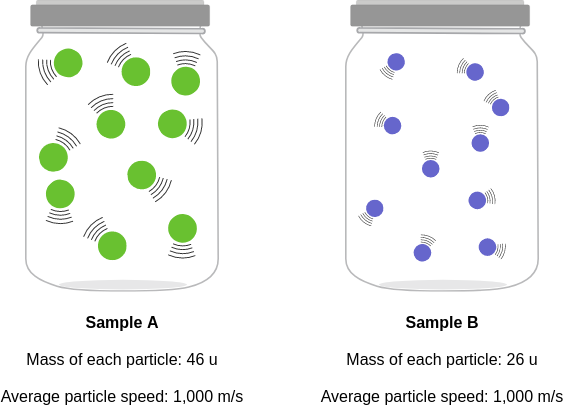 Sample A
Mass of each particle: 46 u
Average particle speed: 1,000 m/s
Sample B
Mass of each particle: 26 u
Average particle speed: 1,000 m/s